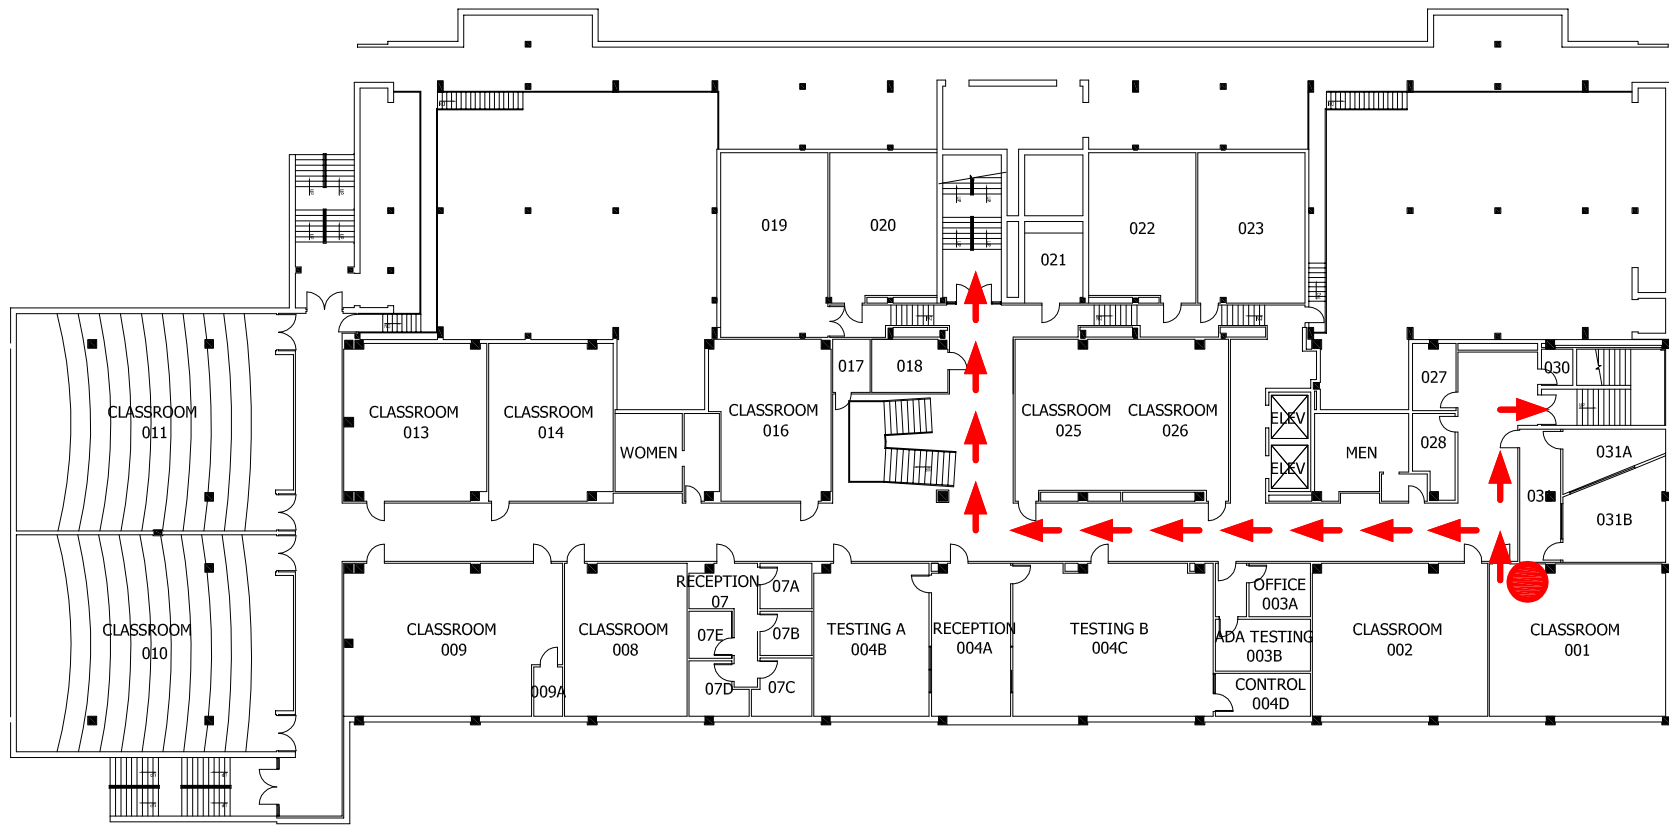 019
020
021
022
023
CLASSROOM
011
CLASSROOM
013
CLASSROOM
014
WOMEN
CLASSROOM
016
017
018
CLASSROOM
025
CLASSROOM
026
ELEV
ELEV
MEN
027
028
030
031A
031B
CLASSROOM
010
CLASSROOM
009
009A
CLASSROOM
008
RECEPTION
07
07A
07B
07C
07D
07E
TESTING A
004B
RECEPTION
004A
TESTING B
004C
OFFICE
003A
ADA TESTING
003B
CONTROL
004D
CLASSROOM
002
CLASSROOM
001